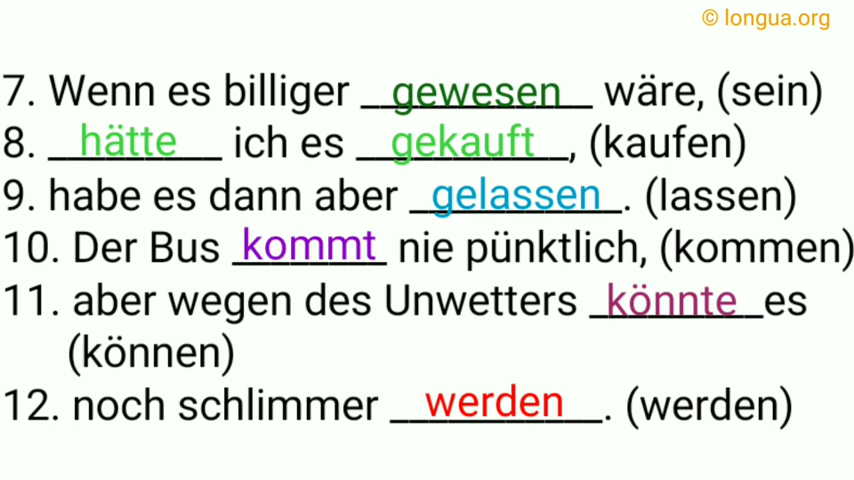 © longua.org
7. Wenn es billiger gewesen wäre, (sein)
8. hätte ich es gekauft, (kaufen)
9. habe es dann aber gelassen. (lassen)
10. Der Bus kommt nie pünktlich, (kommen)
11. aber wegen des Unwetters könnte es
(können)
12. noch schlimmer werden. (werden)